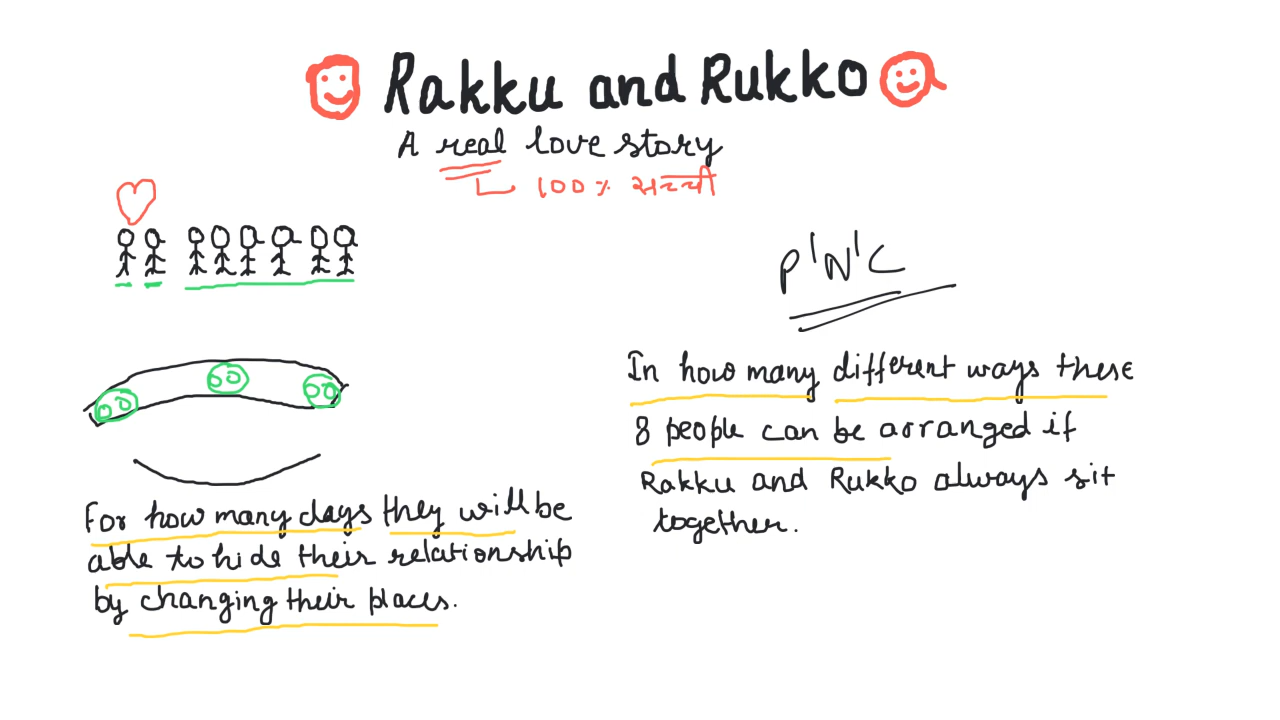 Rakku and Rukko
A real love story
100% सच्ची
P'N'C
In how many different ways these
8 people can be arranged if
Rakku and Rukko always sit
together.
For how many days they will be
able to hide their relationship
by changing their places.